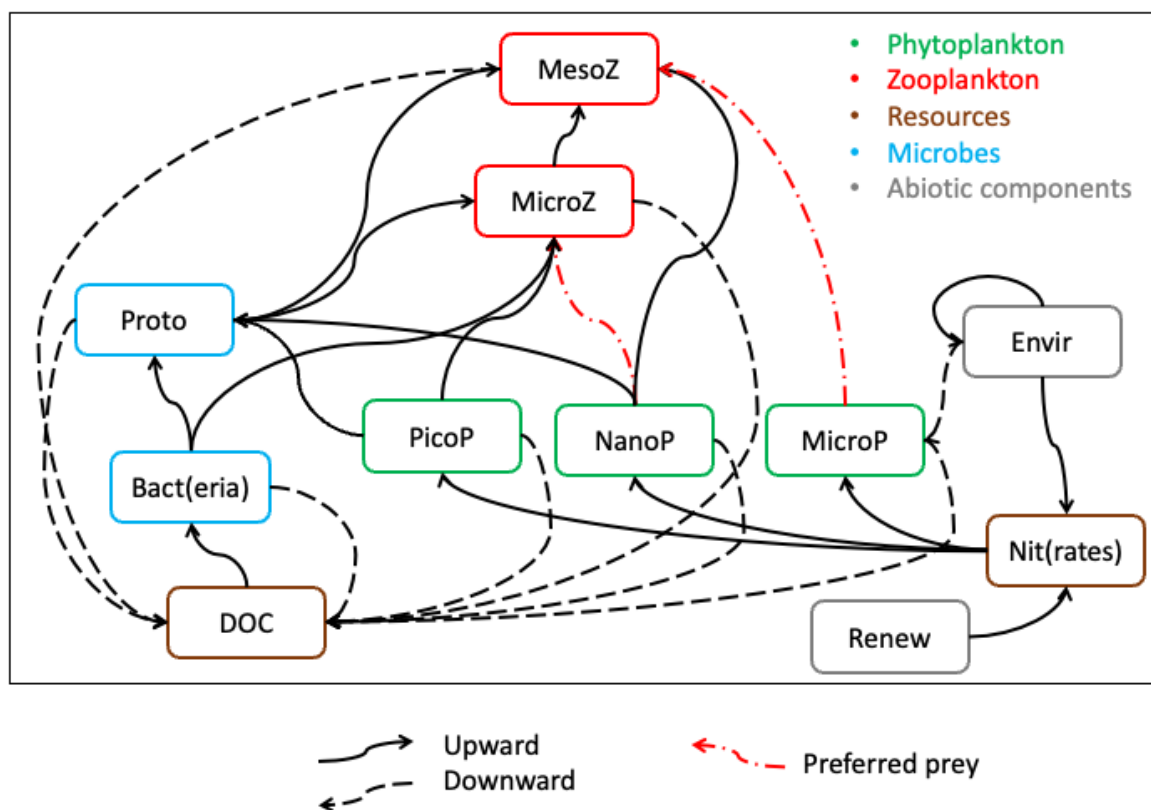 MesoZ
• Phytoplankton
• Zooplankton
• Resources
• Microbes
• Abiotic components
MicroZ
Proto
Envir
PicoP
NanoP
MicroP
Bact(eria)
Nit(rates)
DOC
Renew
Upward
Downward
Preferred prey